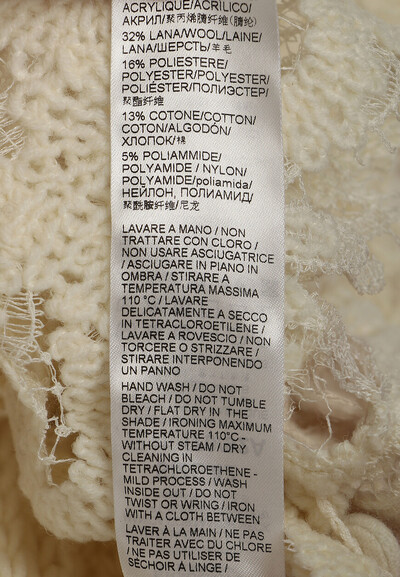 ACRYLIQUE/ACRÍLICO/
АКРИЛ/聚丙烯腈纤维(腈纶)
32% LANA/WOOL/LAINE/
LANA/ШЕРСТЬ/羊毛
16% POLIESTERE/
POLYESTER/POLYESTER/
POLIÉSTER/ПОЛИЭСТЕР/
聚酯纤维
13% COTONE/COTTON/
COTON/ALGODÓN/
ХЛОПОК/棉
5% POLIAMMIDE/
POLYAMIDE / NYLON/
POLYAMIDE/poliamida/
НЕЙЛОН, ПОЛИАМИД/
聚酰胺纤维/尼龙
LAVARE A MANO / NON
TRATTARE CON CLORO /
NON USARE ASCIUGATRICE
/ ASCIUGARE IN PIANO IN
OMBRA / STIRARE A
TEMPERATURA MASSIMA
110 °C / LAVARE
DELICATAMENTE A SECCO
IN TETRACLOROETILENE /
LAVARE A ROVESCIO / NON
TORCERE O STRIZZARE /
STIRARE INTERPONENDO
UN PANNO
HAND WASH / DO NOT
BLEACH / DO NOT TUMBLE
DRY / FLAT DRY IN THE
SHADE / IRONING MAXIMUM
TEMPERATURE 110°C -
WITHOUT STEAM / DRY
CLEANING IN
TETRACHLOROETHENE -
MILD PROCESS / WASH
INSIDE OUT / DO NOT
TWIST OR WRING / IRON
WITH A CLOTH BETWEEN
LAVER À LA MAIN / NE PAS
TRAITER AVEC DU CHLORE
/ NE PAS UTILISER DE
SÉCHOIR À LINGE /